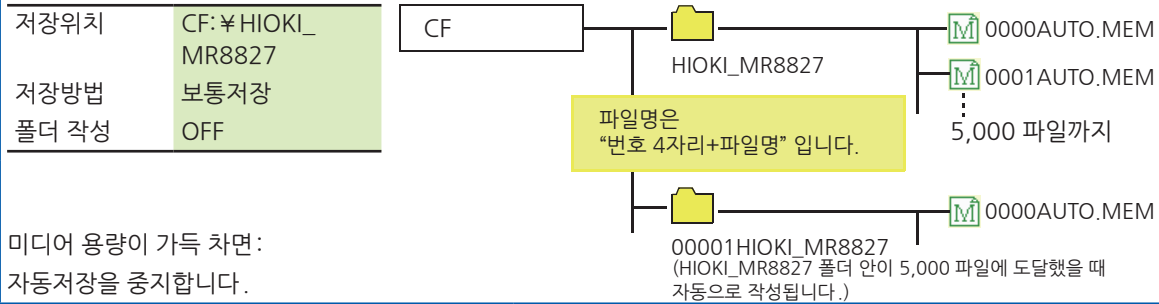 저장위치 CF:￥HIOKI_
MR8827
저장방법 보통저장
폴더 작성 OFF
미디어 용량이 가득 차면:
자동저장을 중지합니다.
CF
HIOKI_MR8827
0000AUTO.MEM
0001AUTO.MEM
5,000 파일까지
파일명은
“번호 4자리+파일명” 입니다.
0000AUTO.MEM
00001HIOKI_MR8827
(HIOKI_MR8827 폴더 안이 5,000 파일에 도달했을 때
자동으로 작성됩니다.)